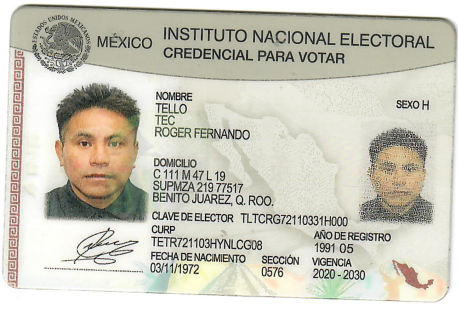 ESTADOS UNIDOS MEXICANOS
MÉXICO INSTITUTO NACIONAL ELECTORAL
CREDENCIAL PARA VOTAR
NOMBRE
TELLO
TEC
ROGER FERNANDO
SEXO H
DOMICILIO
C 111 M 47 L 19
SUPMZA 219 77517
BENITO JUAREZ, Q. ROO.
CLAVE DE ELECTOR TLTCRG72110331H000
CURP
TETR721103HYNLCG08
AÑO DE REGISTRO
1991 05
FECHA DE NACIMIENTO
03/11/1972
SECCIÓN
0576
VIGENCIA
2020 - 2030